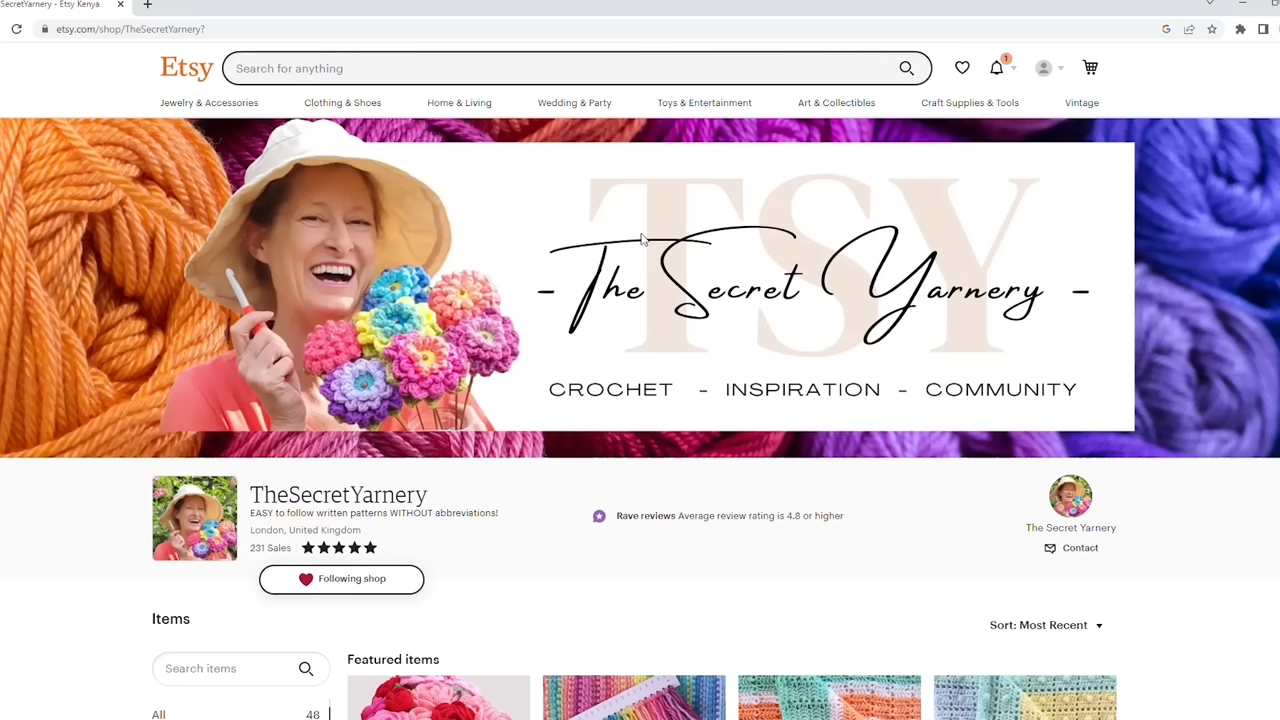 SecretYarnery - Etsy Kenya
etsy.com/shop/TheSecretYarnery?
Etsy
Search for anything
1
Jewelry & Accessories
Clothing & Shoes
Home & Living
Wedding & Party
Toys & Entertainment
Art & Collectibles
Craft Supplies & Tools
Vintage
TSY
- The Secret Yarnery -
CROCHET - INSPIRATION - COMMUNITY
TheSecretYarnery
EASY to follow written patterns WITHOUT abbreviations!
London, United Kingdom
231 Sales
Following shop
Rave reviews Average review rating is 4.8 or higher
The Secret Yarnery
Contact
Items
Sort: Most Recent
Search items
Featured items
All 48